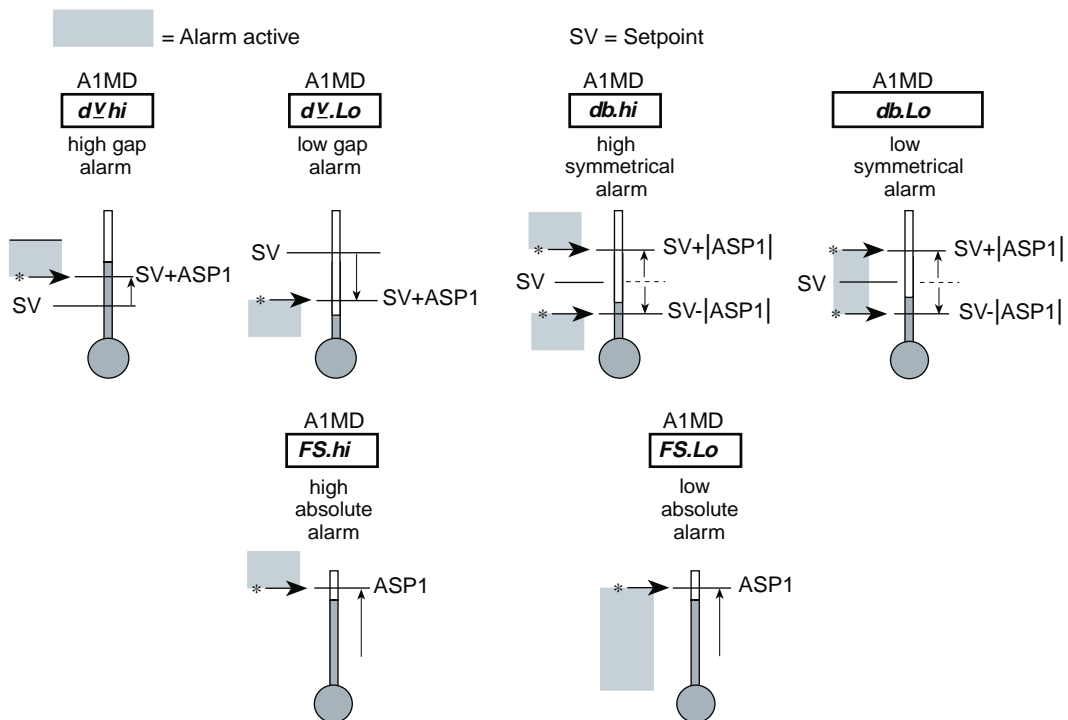 = Alarm active
SV = Setpoint
A1MD
dv.hi
high gap
alarm
*
SV+ASP1
SV
A1MD
dv.Lo
low gap
alarm
SV
*
SV+ASP1
A1MD
db.hi
high
symmetrical
alarm
*
SV+|ASP1|
SV
*
SV-|ASP1|
A1MD
db.Lo
low
symmetrical
alarm
*
SV+|ASP1|
SV
*
SV-|ASP1|
A1MD
FS.hi
high
absolute
alarm
*
ASP1
A1MD
FS.Lo
low
absolute
alarm
*
ASP1